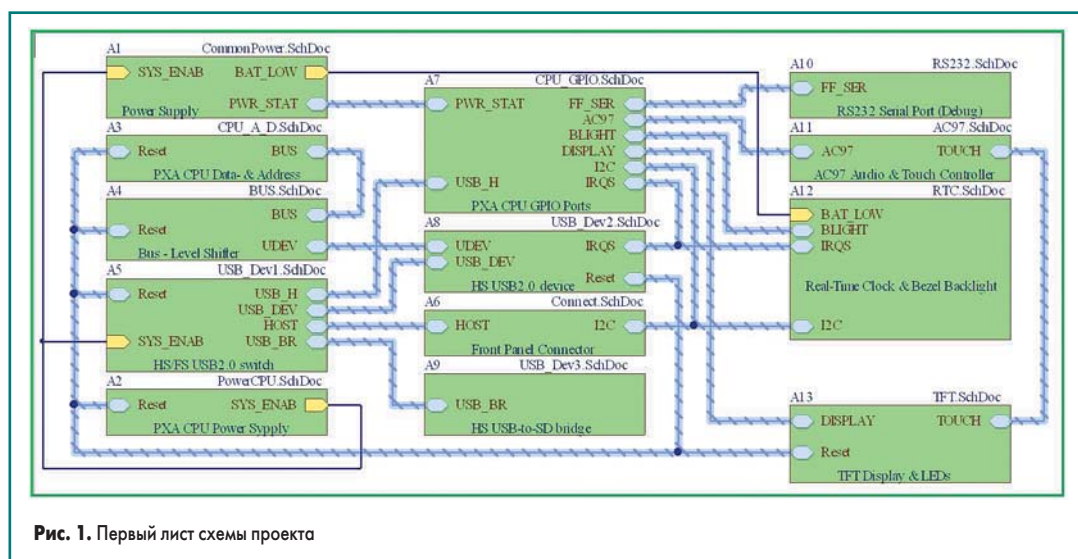 A1 CommonPower.SchDoc
SYS_ENAB BAT_LOW
PWR_STAT
Power Supply
A3 CPU_A_D.SchDoc
Reset BUS
PXA CPU Data- & Address
A4 BUS.SchDoc
BUS
Reset
UDEV
Bus - Level Shifter
A5 USB_Dev1.SchDoc
Reset USB_H
USB_DEV
HOST
SYS_ENAB USB_BR
HS/FS USB2.0 switch
A2 PowerCPU.SchDoc
Reset SYS_ENAB
PXA CPU Power Sypply
A7 CPU_GPIO.SchDoc
PWR_STAT FF_SER
AC97
BLIGHT
DISPLAY
I2C
USB_H IRQS
PXA CPU GPIO Ports
A8 USB_Dev2.SchDoc
UDEV IRQS
USB_DEV
Reset
HS USB2.0 device
A6 Connect.SchDoc
HOST I2C
Front Panel Connector
A9 USB_Dev3.SchDoc
USB_BR
HS USB-to-SD bridge
A10 RS232.SchDoc
FF_SER
RS232 Serial Port (Debug)
A11 AC97.SchDoc
AC97 TOUCH
AC97 Audio & Touch Controller
A12 RTC.SchDoc
BAT_LOW
BLIGHT
IRQS
Real-Time Clock & Bezel Backlight
I2C
A13 TFT.SchDoc
DISPLAY TOUCH
Reset
TFT Display & LEDs
Рис. 1. Первый лист схемы проекта